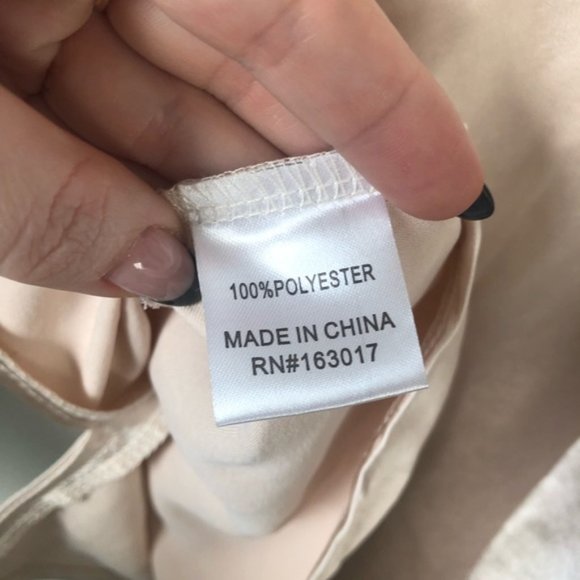 100%POLYESTER
MADE IN CHINA
RN#163017